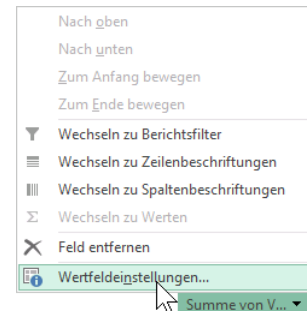 Nach oben
Nach unten
Zum Anfang bewegen
Zum Ende bewegen
Wechseln zu Berichtsfilter
Wechseln zu Zeilenbeschriftungen
Wechseln zu Spaltenbeschriftungen
Σ Wechseln zu Werten
Feld entfernen
Wertfeldeinstellungen...
Summe von V...